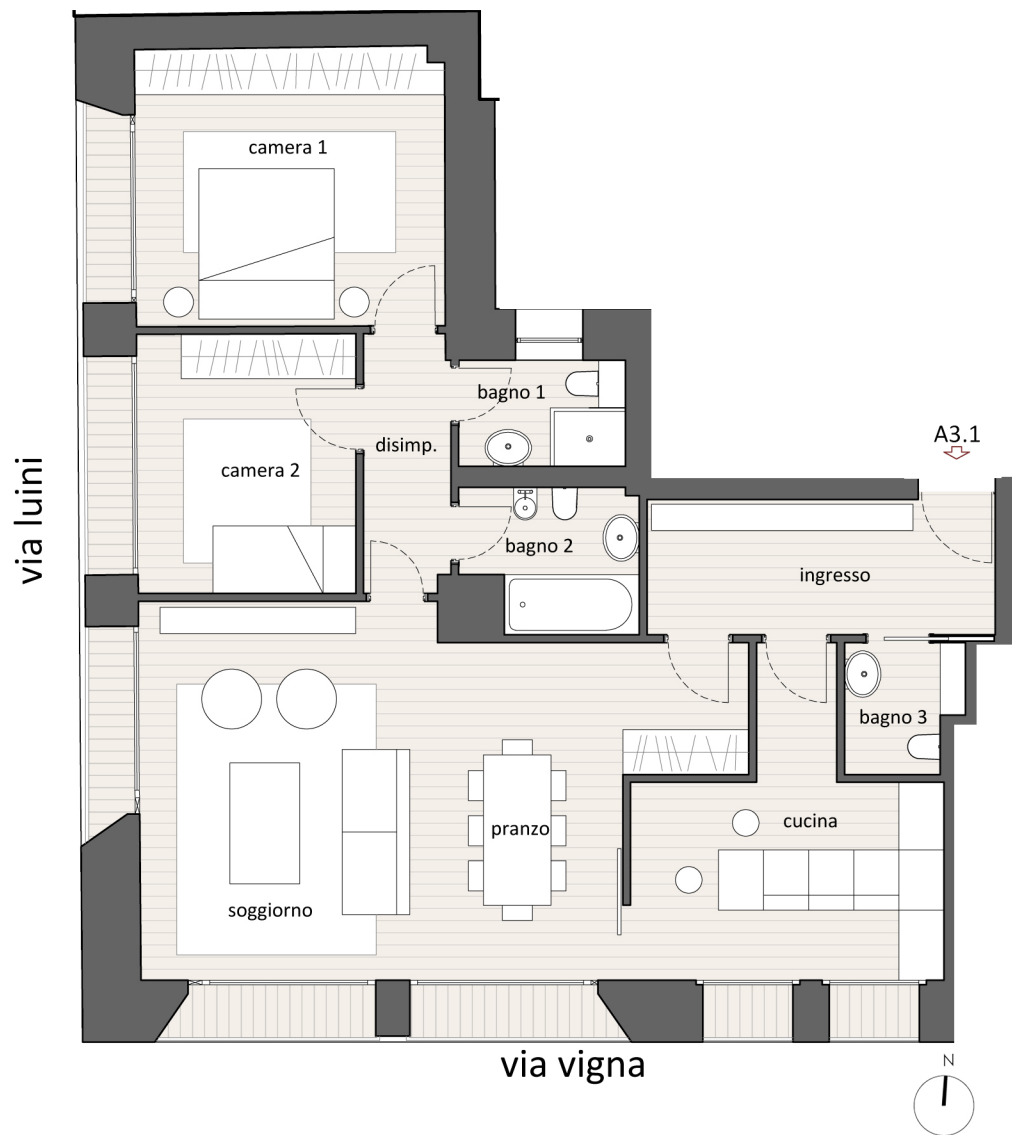 camera 1
bagno 1
A3.1
disimp.
camera 2
via luini
bagno 2
ingresso
bagno 3
cucina
pranzo
soggiorno
via vigna
N